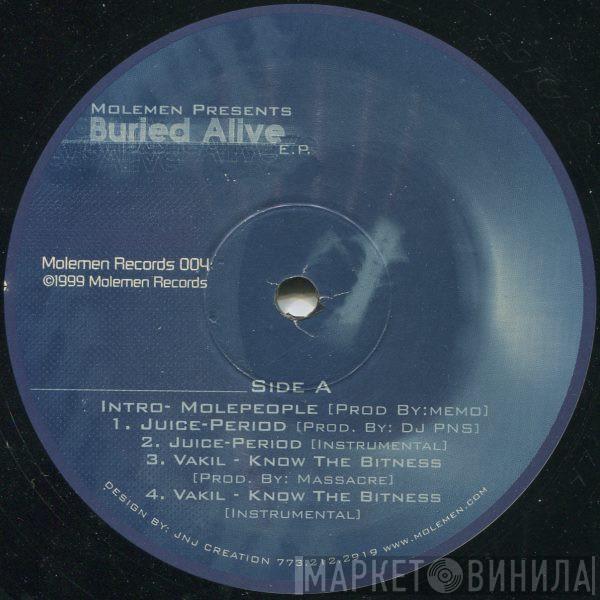 Molemen Presents
Buried Alive
E.P.
Molemen Records 004
©1999 Molemen Records
Side A
Intro- Molepeople [Prod By:memo]
1. Juice-Period [Prod. By: DJ PNS]
2. Juice-Period [Instrumental]
3. Vakil - Know The Bitness
[Prod. By: Massacre]
4. Vakil - Know The Bitness
[Instrumental]
Design by: JNJ Creation 773.212.2919 www.molemen.com
МАРКЕТ ВИНИЛА